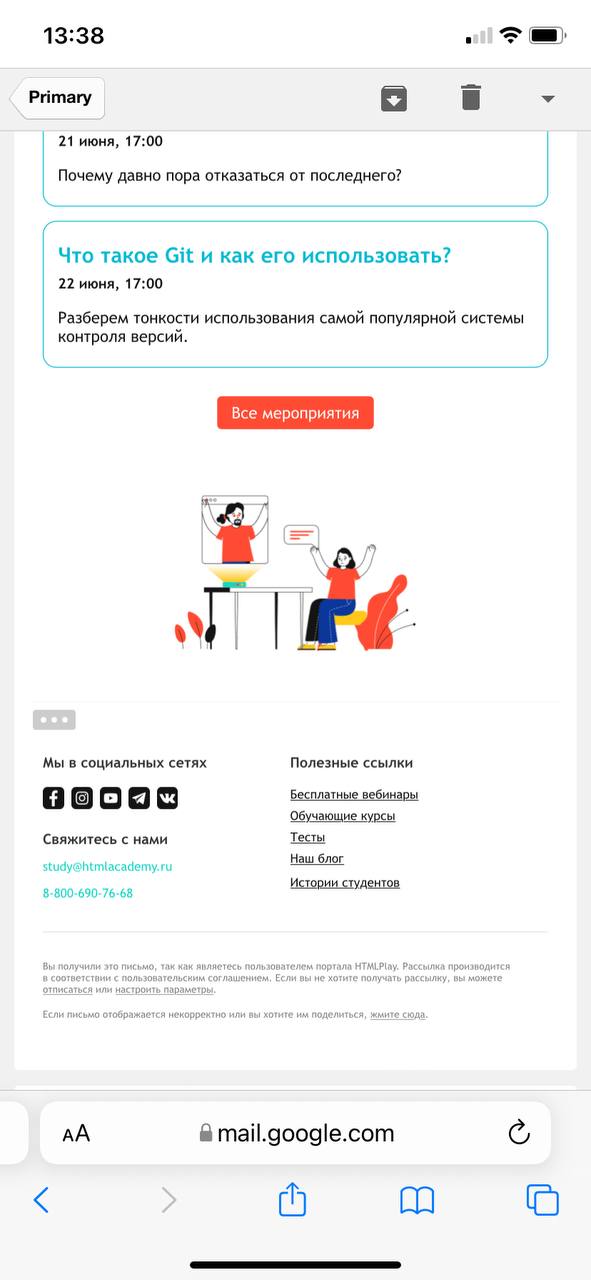 13:38
Primary
21 июня, 17:00
Почему давно пора отказаться от последнего?
Что такое Git и как его использовать?
22 июня, 17:00
Разберем тонкости использования самой популярной системы
контроля версий.
Все мероприятия
Мы в социальных сетях
Свяжитесь с нами
study@htmlacademy.ru
8-800-690-76-68
Полезные ссылки
Бесплатные вебинары
Обучающие курсы
Тесты
Наш блог
Истории студентов
Вы получили это письмо, так как являетесь пользователем портала HTMLPlay. Рассылка производится
в соответствии с пользовательским соглашением. Если вы не хотите получать рассылку, вы можете
отписаться или настроить параметры.
Если письмо отображается некорректно или вы хотите им поделиться, жмите сюда.
AA
mail.google.com